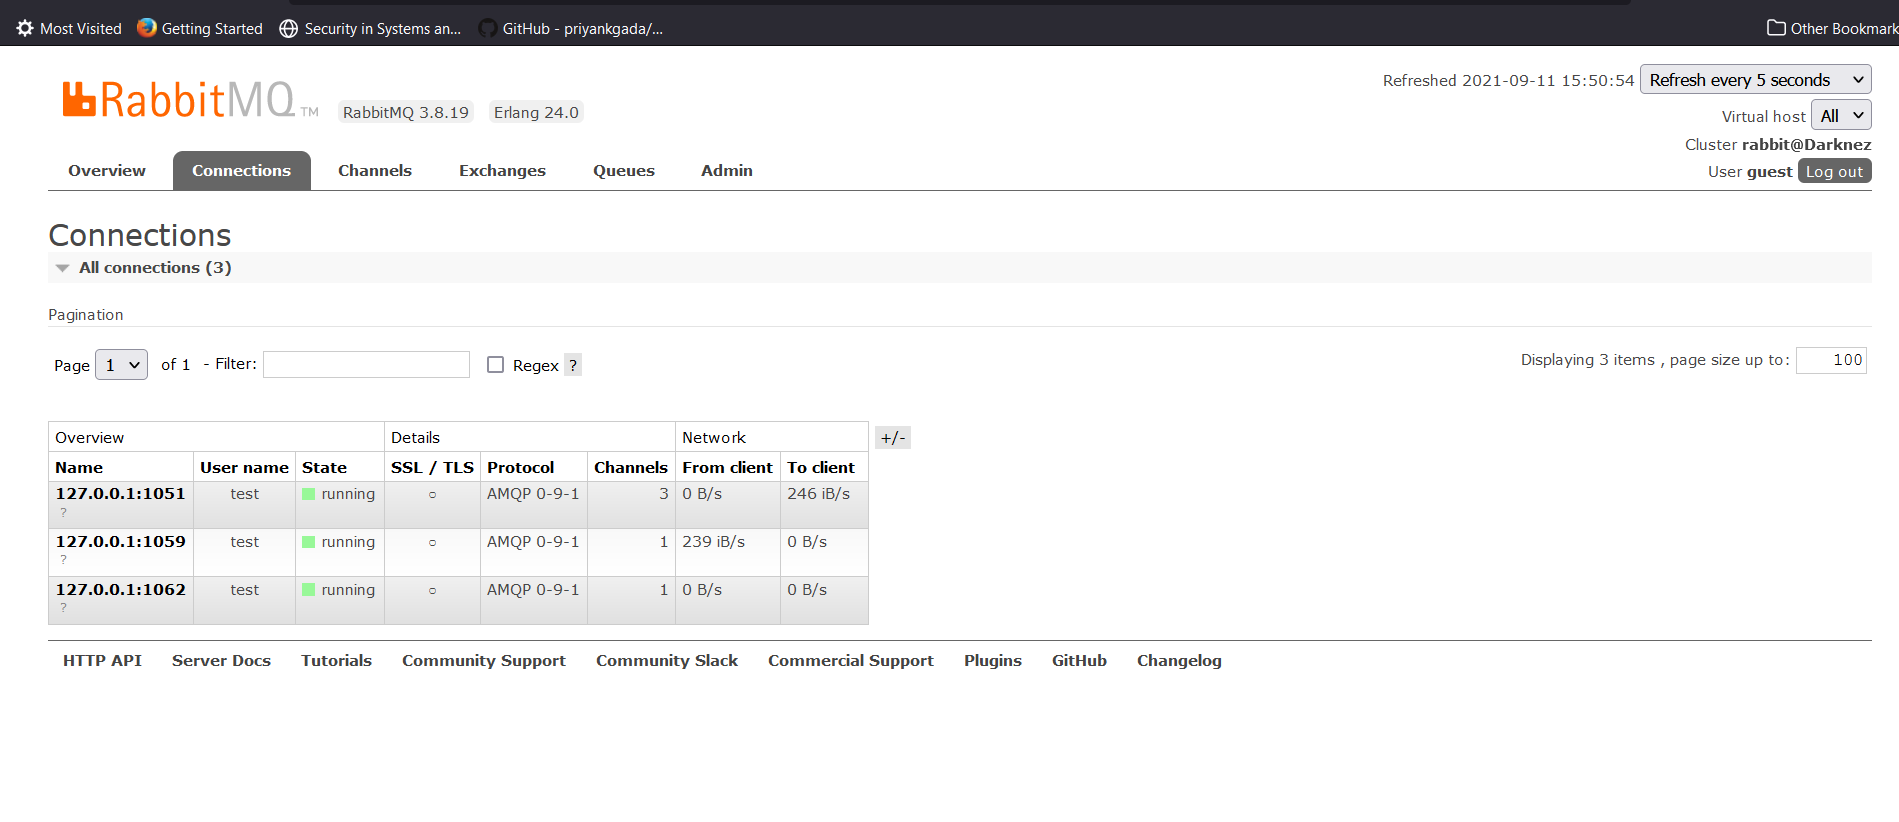 Most Visited Getting Started Security in Systems an... GitHub - priyankgada/... Other Bookmark
RabbitMQ TM RabbitMQ 3.8.19 Erlang 24.0
Refreshed 2021-09-11 15:50:54 Refresh every 5 seconds
Virtual host All
Cluster rabbit@Darknez
User guest Log out
Overview Connections Channels Exchanges Queues Admin
Connections
All connections (3)
Pagination
Page 1 of 1 - Filter: Regex ? Displaying 3 items , page size up to: 100
Overview Details Network +/-
Name User name State SSL / TLS Protocol Channels From client To client
127.0.0.1:1051 test running ○ AMQP 0-9-1 3 0 B/s 246 iB/s
?
127.0.0.1:1059 test running ○ AMQP 0-9-1 1 239 iB/s 0 B/s
?
127.0.0.1:1062 test running ○ AMQP 0-9-1 1 0 B/s 0 B/s
?
HTTP API Server Docs Tutorials Community Support Community Slack Commercial Support Plugins GitHub Changelog